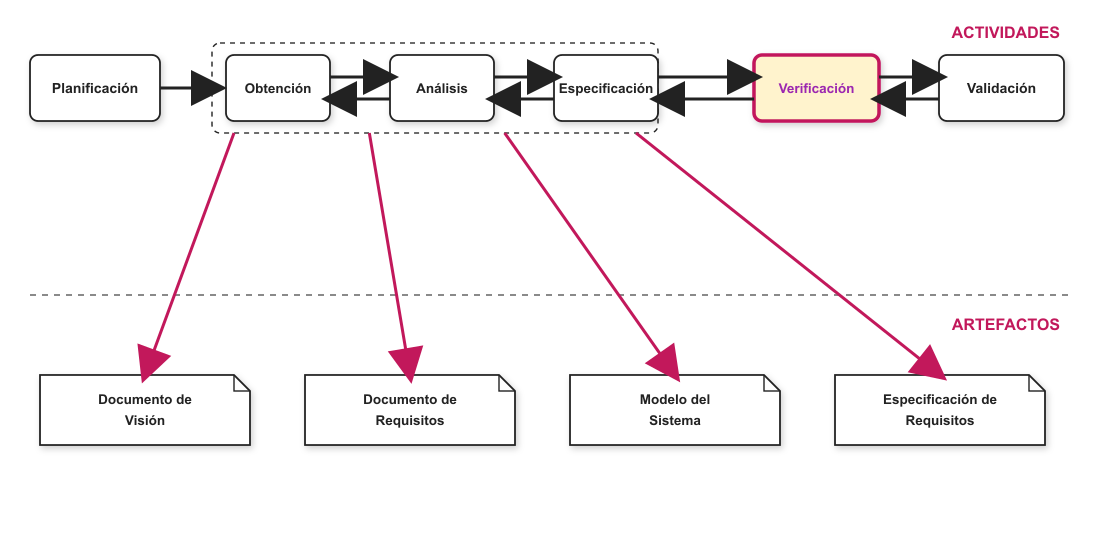 ACTIVIDADES
Planificación
Obtención
Análisis
Especificación
Verificación
Validación
ARTEFACTOS
Documento de
Visión
Documento de
Requisitos
Modelo del
Sistema
Especificación de
Requisitos